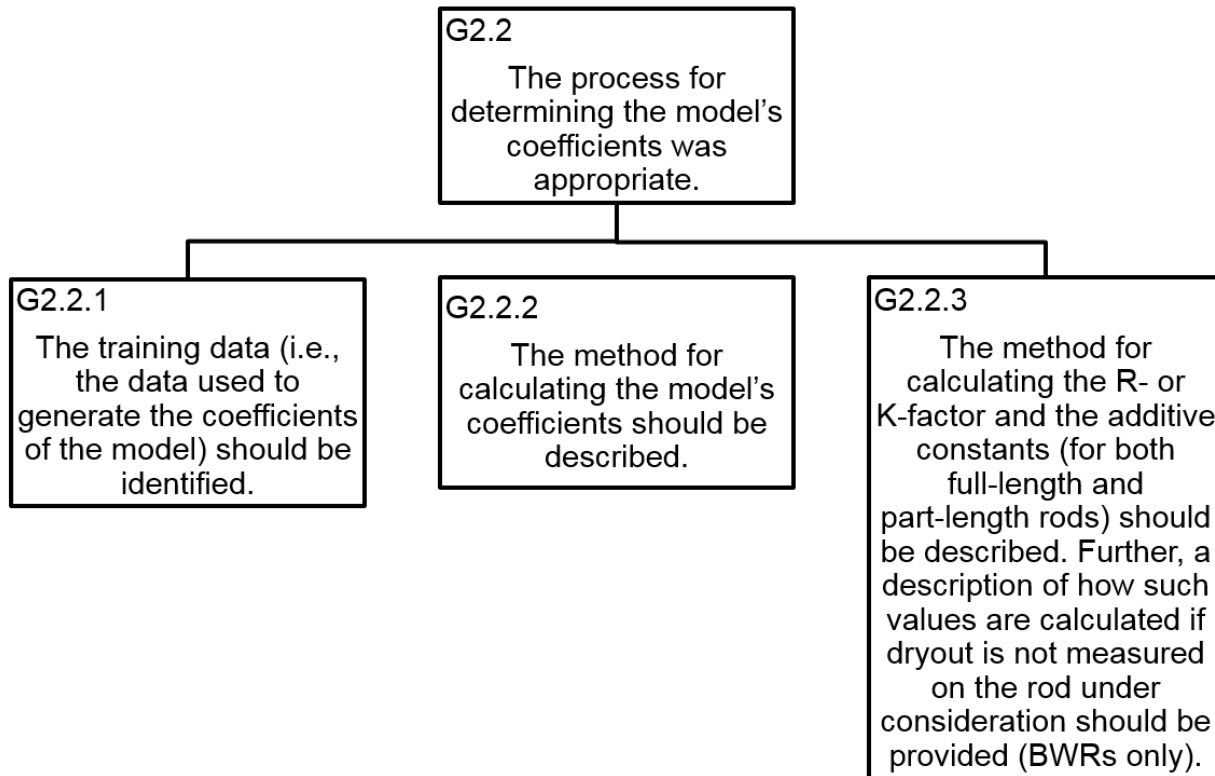 G2.2
The process for
determining the model’s
coefficients was
appropriate.
G2.2.1
The training data (i.e.,
the data used to
generate the coefficients
of the model) should be
identified.
G2.2.2
The method for
calculating the model’s
coefficients should be
described.
G2.2.3
The method for
calculating the R- or
K-factor and the additive
constants (for both
full-length and
part-length rods) should
be described. Further, a
description of how such
values are calculated if
dryout is not measured
on the rod under
consideration should be
provided (BWRs only).